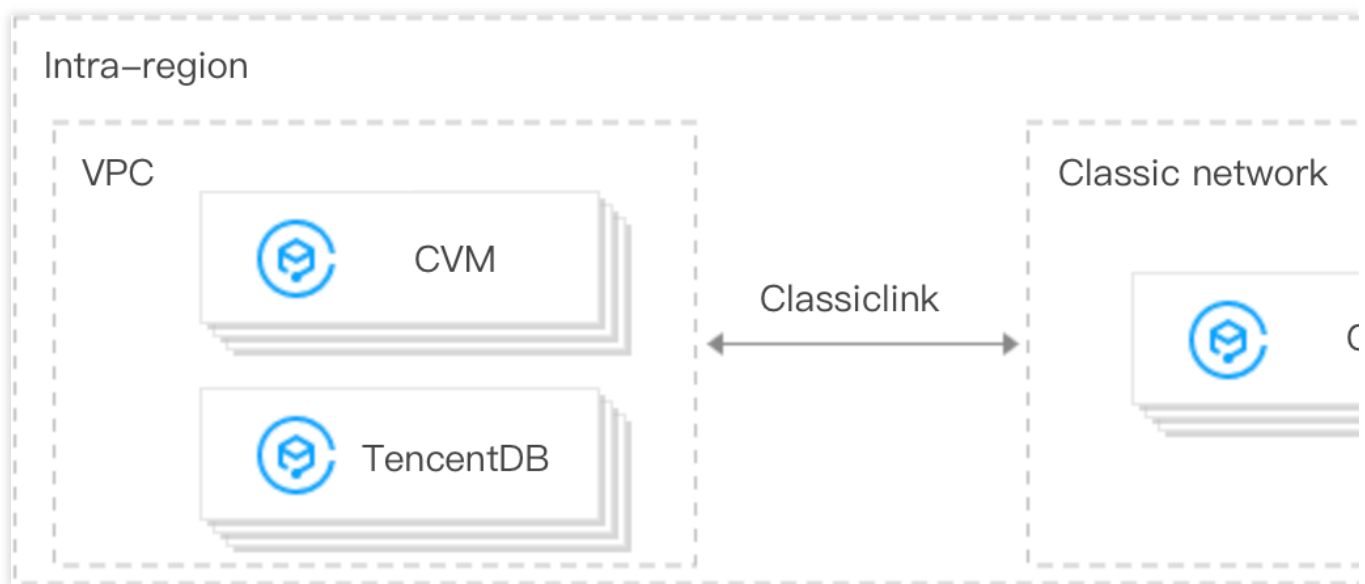 Intra-region
VPC
CVM
TencentDB
Classiclink
Classic network